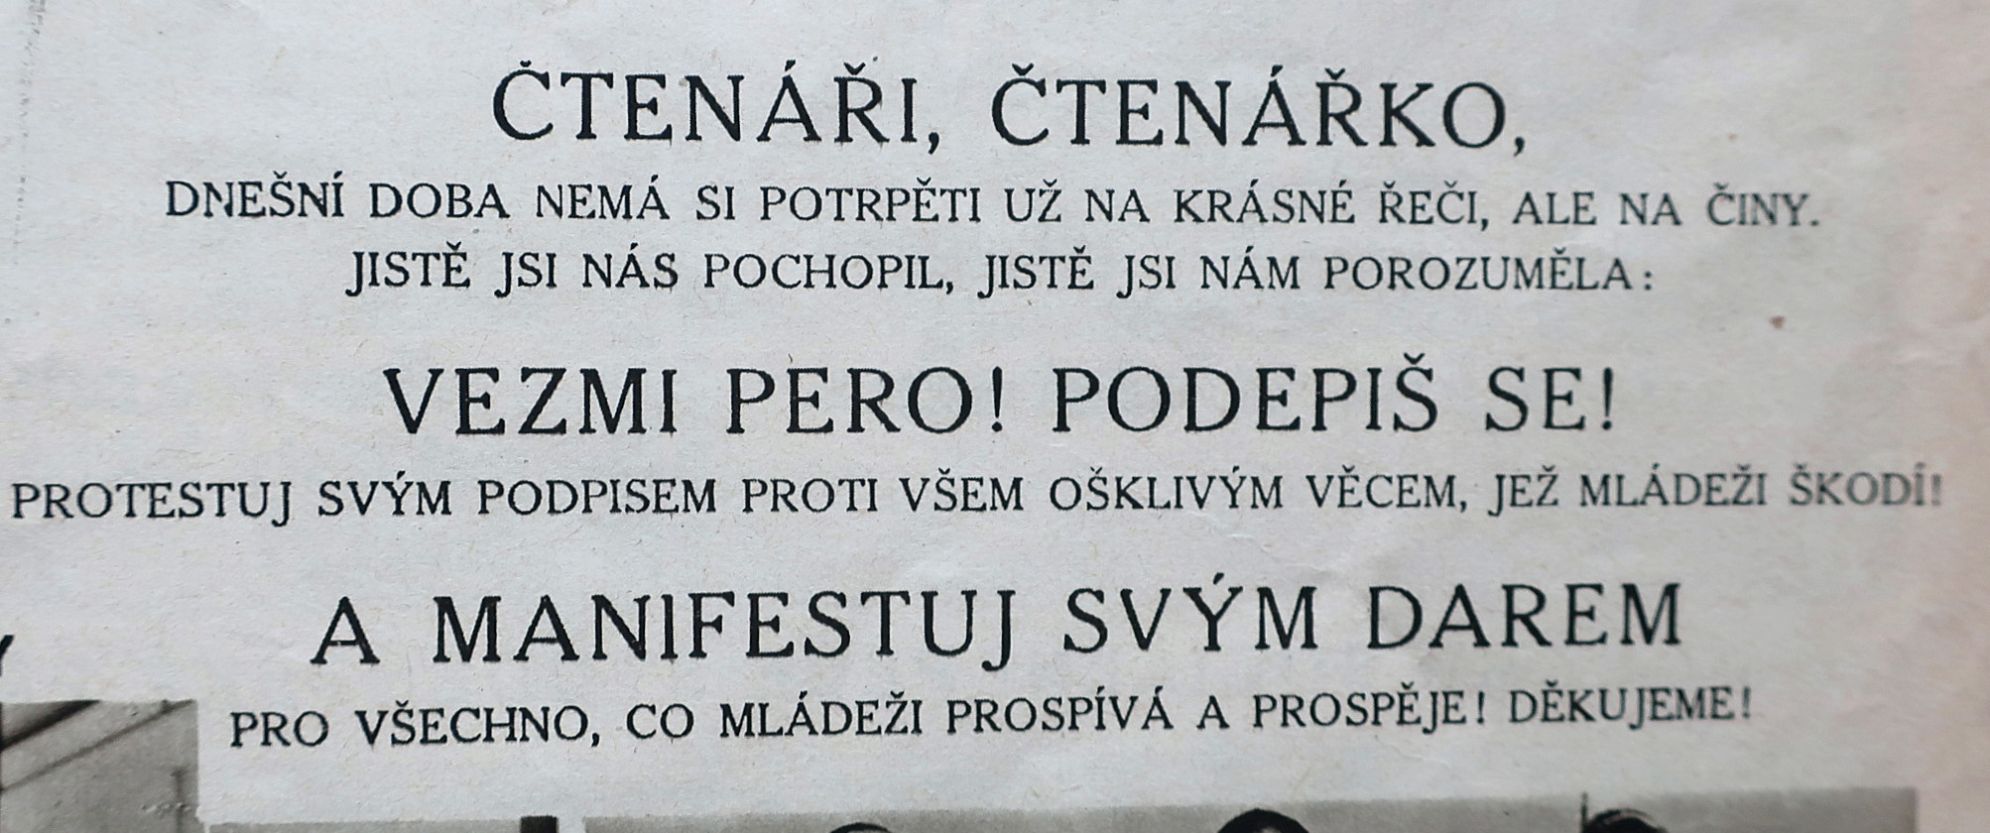 ČTENÁŘI, ČTENÁŘKO,
DNEŠNÍ DOBA NEMÁ SI POTRPĚTI UŽ NA KRÁSNÉ ŘEČI, ALE NA ČINY.
JISTĚ JSI NÁS POCHOPIL, JISTĚ JSI NÁM POROZUMĚLA:
VEZMI PERO! PODEPIŠ SE!
PROTESTUJ SVÝM PODPISEM PROTI VŠEM OŠKLIVÝM VĚCEM, JEŽ MLÁDEŽI ŠKODÍ!
A MANIFESTUJ SVÝM DAREM
PRO VŠECHNO, CO MLÁDEŽI PROSPÍVÁ A PROSPĚJE! DĚKUJEME!